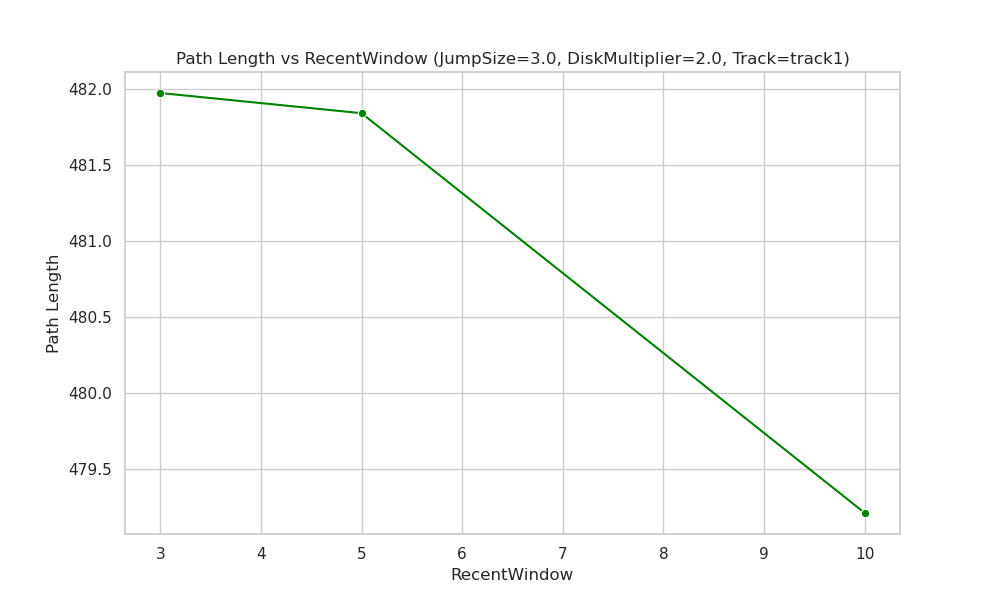 Path Length vs RecentWindow (JumpSize=3.0, DiskMultiplier=2.0, Track=track1)
482.0
481.5
481.0
480.5
480.0
479.5
Path Length
3 4 5 6 7 8 9 10
RecentWindow